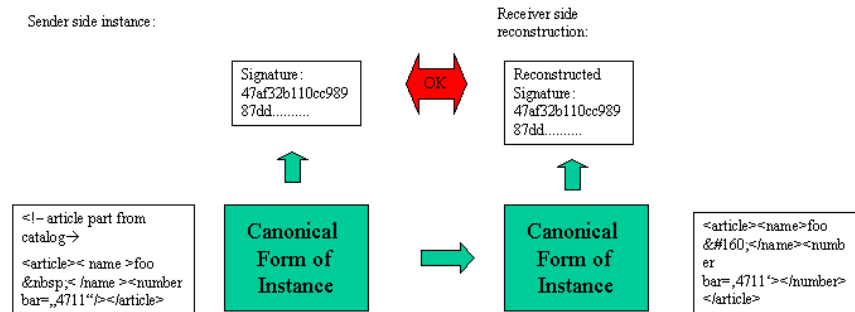 Sender side instance:
Receiver side
reconstruction:
Signature:
47af32b110cc989
87dd..........
OK
Reconstructed
Signature:
47af32b110cc989
87dd..........
<!– article part from
catalog→
<article>< name >foo
&nbsp;< /name ><number
bar=„4711“/></article>
Canonical
Form of
Instance
Canonical
Form of
Instance
<article><name>foo
&#160;</name><numb
er
bar=‚4711‘></number>
</article>